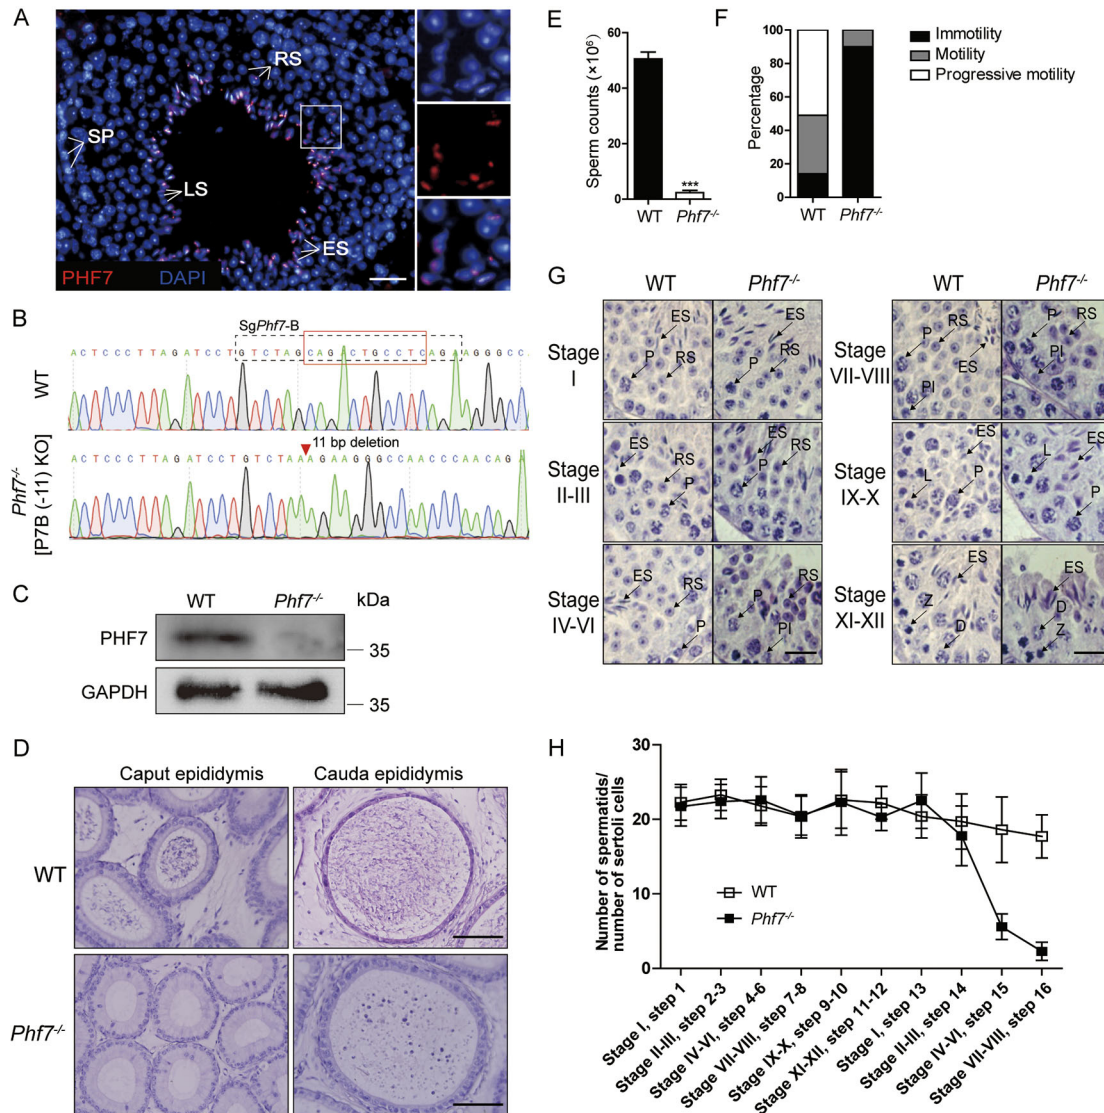 A
RS
SP
LS
ES
PHF7 DAPI
B
SgPhf7-B
ACTCCCTTAGATCCTGTCTAGCAGACTGCCTCAGAAGGGCC
WT
11 bp deletion
ACTCCCTTAGATCCTGTCTAAAGAAGGGCCAACCCAACAGA
Phf7-/-
[P7B (-11) KO]
C
WT Phf7-/- kDa
PHF7
35
GAPDH
35
D
Caput epididymis Cauda epididymis
WT
Phf7-/-
E
Sperm counts (×10⁶)
60
40
20
0
***
WT Phf7-/-
F
Percentage
100
80
60
40
20
0
WT Phf7-/-
Immotility
Motility
Progressive motility
G
WT Phf7-/-
Stage
I
ES
P
RS
ES
RS
P
Stage
II-III
ES
RS
P
ES
RS
P
Stage
IV-VI
ES
RS
P
RS
P
Pl
WT Phf7-/-
Stage
VII-VIII
P
RS
ES
Pl
P
RS
Pl
ES
Stage
IX-X
ES
L
P
ES
L
P
Stage
XI-XII
ES
Z
D
ES
D
Z
H
Number of spermatids/
number of sertoli cells
30
20
10
0
WT
Phf7-/-
Stage I, step 1
Stage II-III, step 2-3
Stage IV-VI, step 4-6
Stage VII-VIII, step 7-8
Stage IX-X, step 9-10
Stage XI-XII, step 11-12
Stage I, step 13
Stage II-III, step 14
Stage IV-VI, step 15
Stage VII-VIII, step 16